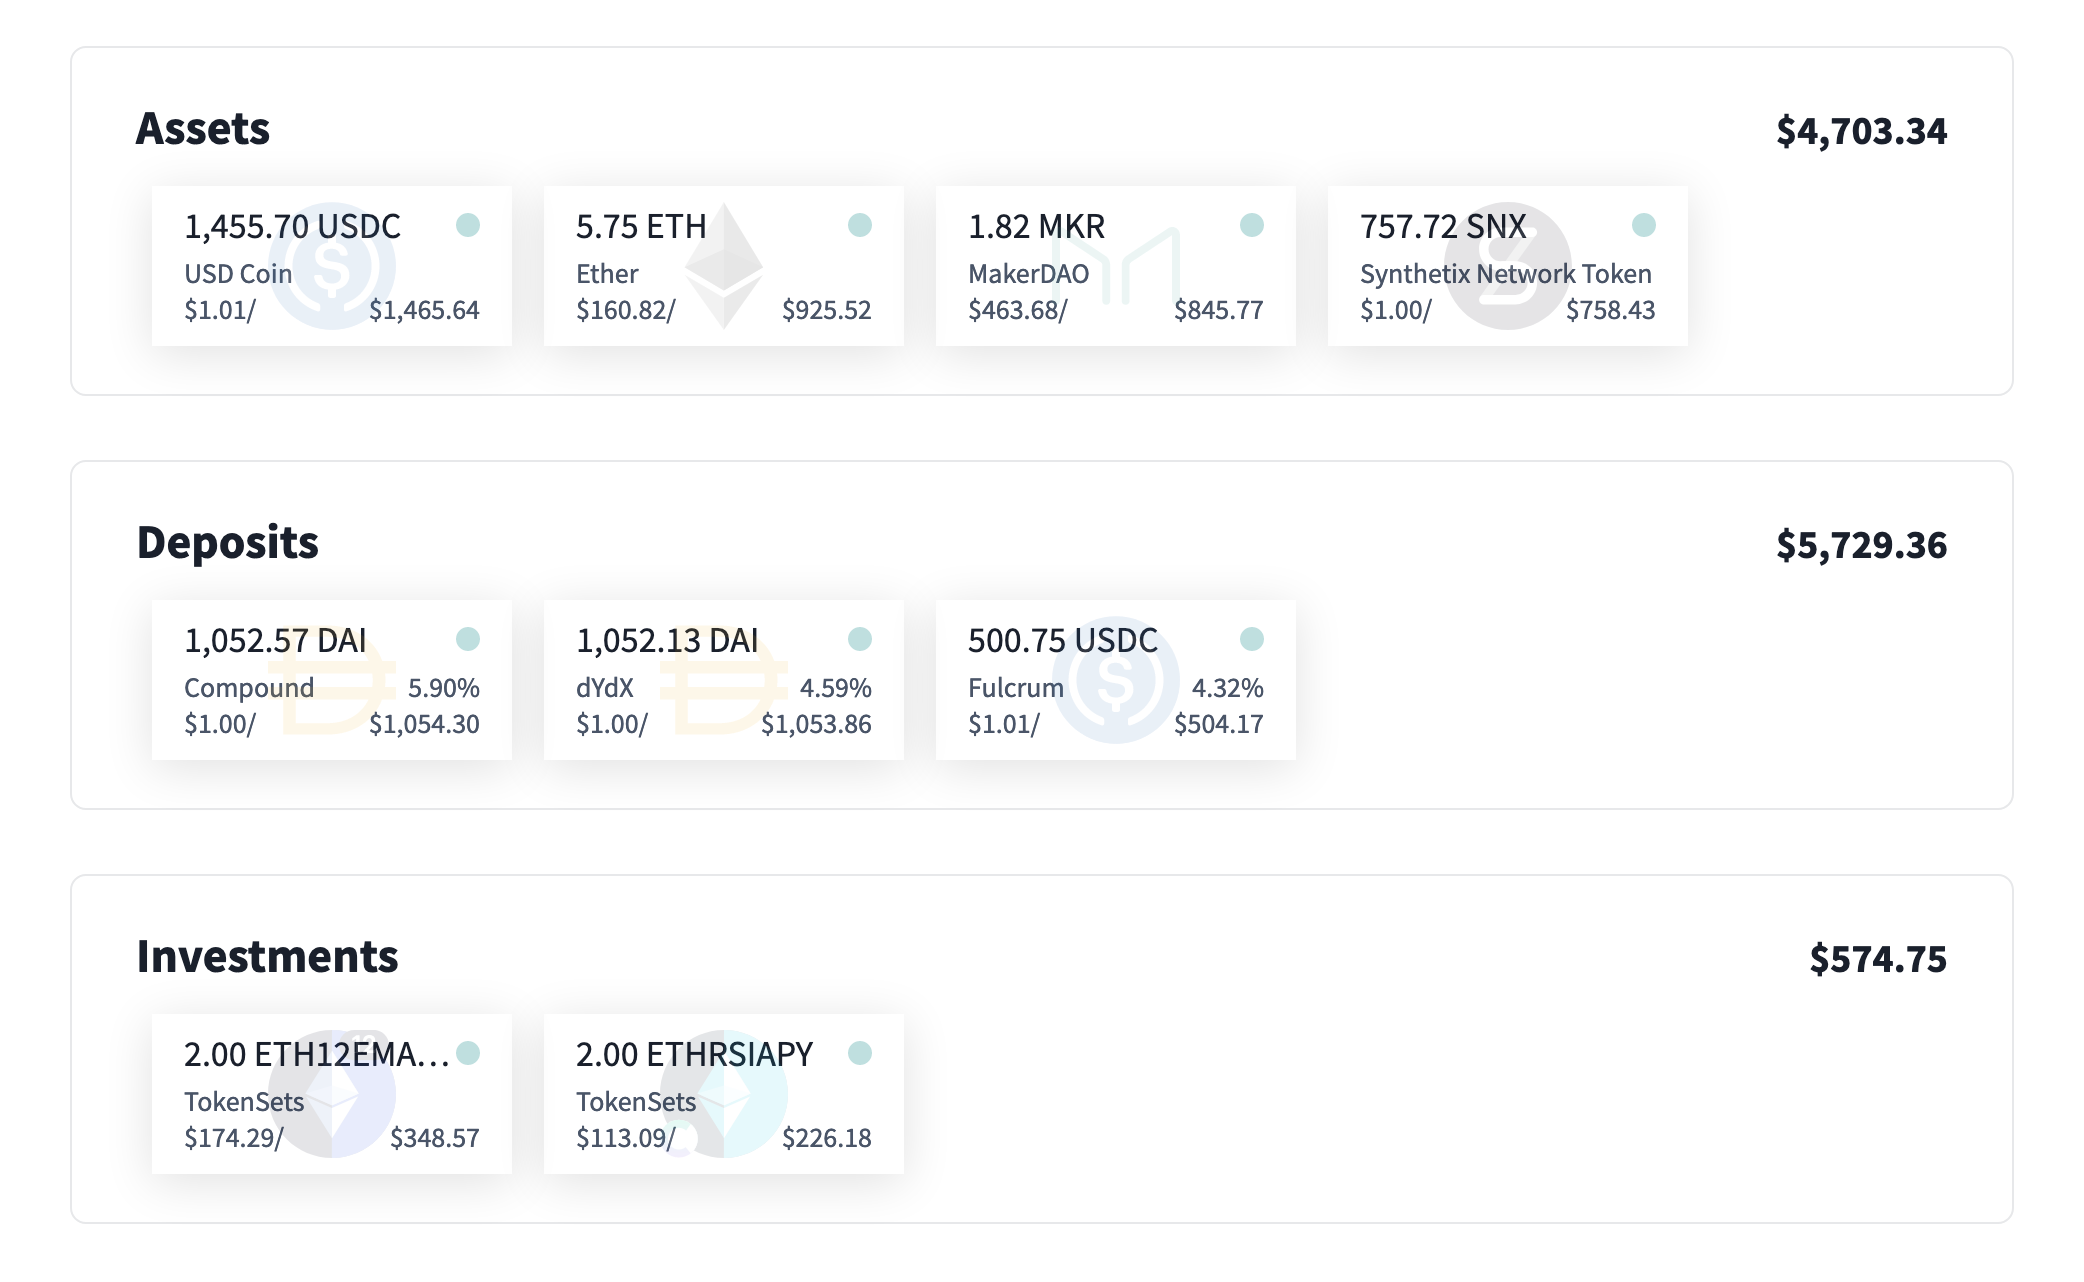 Assets
$4,703.34
1,455.70 USDC
USD Coin
$1.01/ $1,465.64
5.75 ETH
Ether
$160.82/ $925.52
1.82 MKR
MakerDAO
$463.68/ $845.77
757.72 SNX
Synthetix Network Token
$1.00/ $758.43
Deposits
$5,729.36
1,052.57 DAI
Compound 5.90%
$1.00/ $1,054.30
1,052.13 DAI
dYdX 4.59%
$1.00/ $1,053.86
500.75 USDC
Fulcrum 4.32%
$1.01/ $504.17
Investments
$574.75
2.00 ETH12EMA…
TokenSets
$174.29/ $348.57
2.00 ETHRSIAPY
TokenSets
$113.09/ $226.18